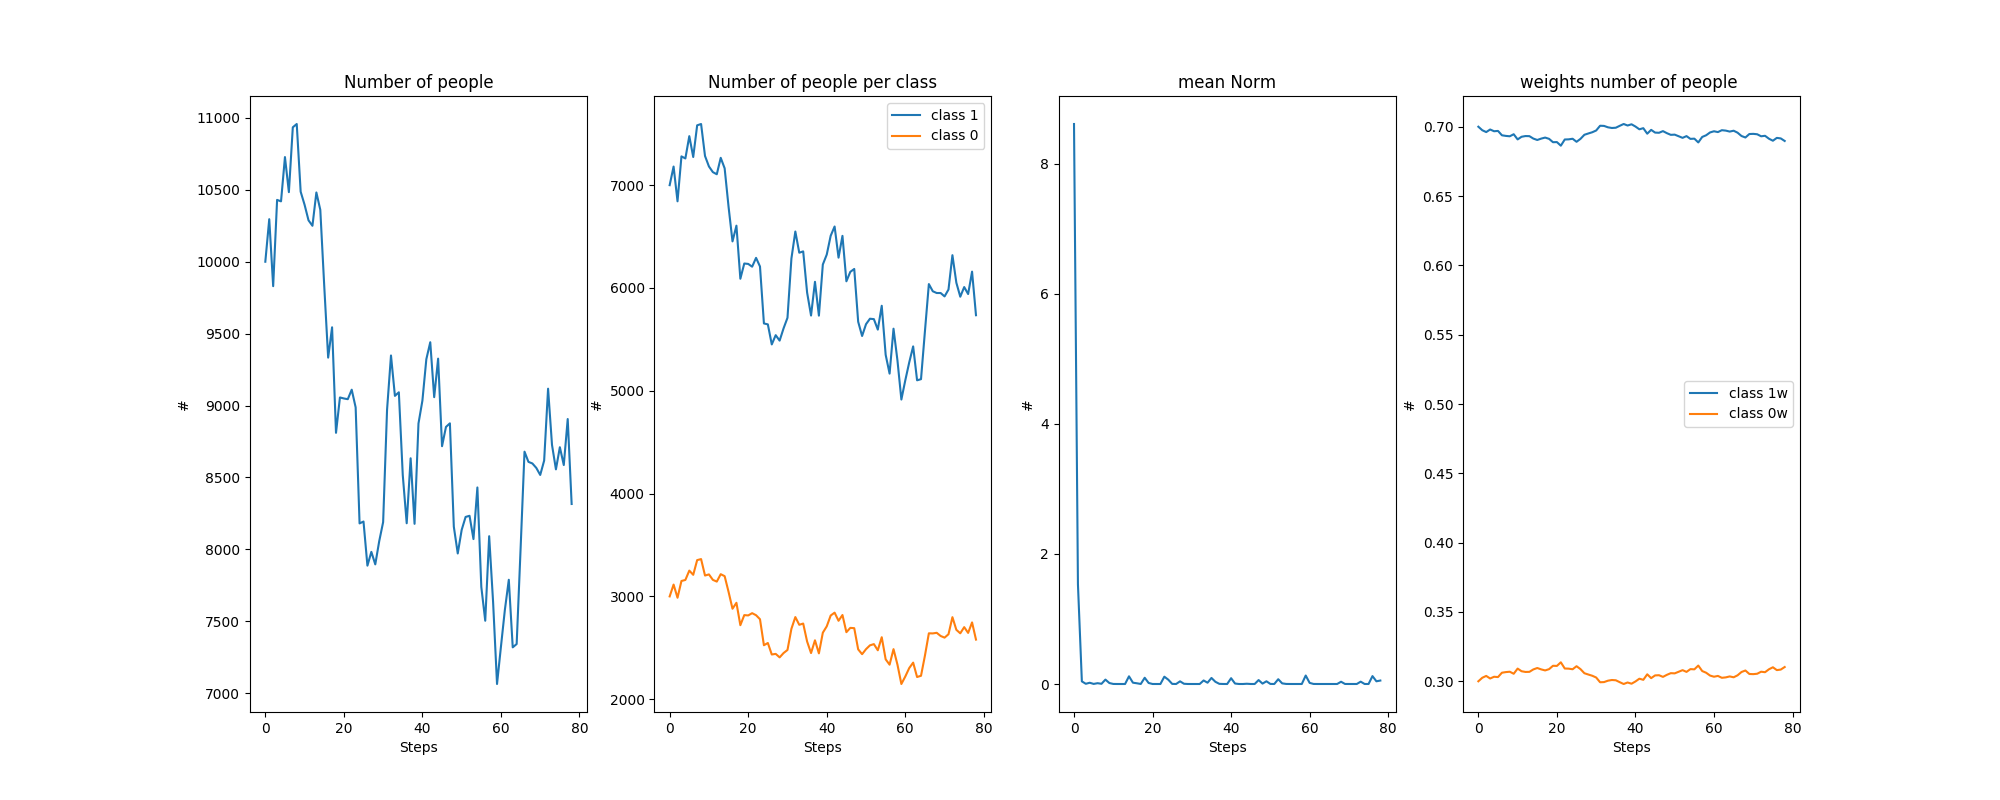 Number of people
11000
10500
10000
9500
9000
8500
8000
7500
7000
#
0 20 40 60 80
Steps
Number of people per class
class 1
class 0
7000
6000
5000
4000
3000
2000
#
0 20 40 60 80
Steps
mean Norm
8
6
4
2
0
#
0 20 40 60 80
Steps
weights number of people
0.70
0.65
0.60
0.55
0.50
0.45
0.40
0.35
0.30
#
class 1w
class 0w
0 20 40 60 80
Steps